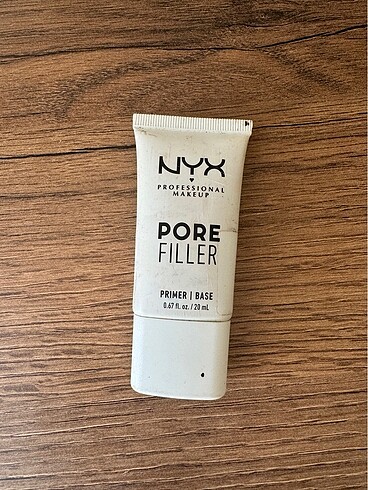 NYX
PROFESSIONAL
MAKEUP
PORE
FILLER
PRIMER | BASE
0.67 fl. oz. / 20 mL